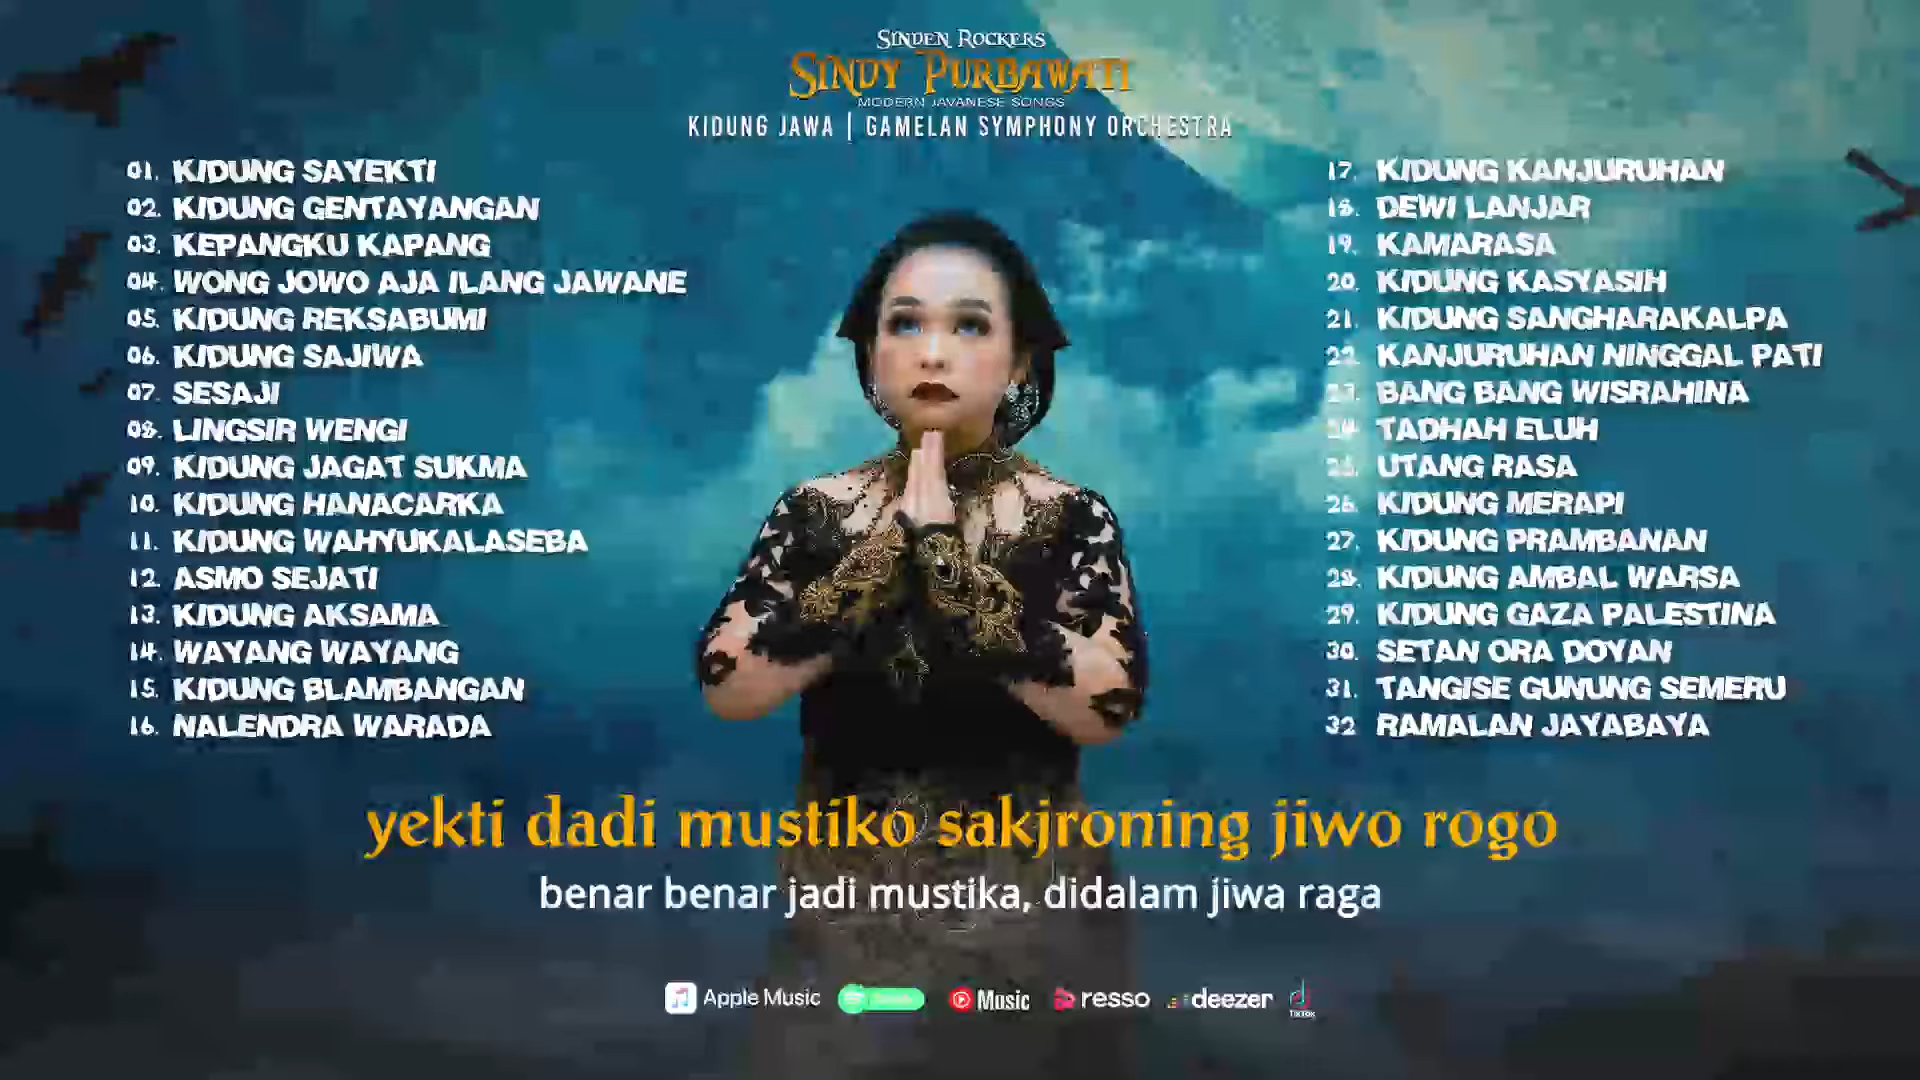 SINDEN ROCKERS
SINDY PURBAWATI
MODERN JAVANESE SONGS
KIDUNG JAWA | GAMELAN SYMPHONY ORCHESTRA
01. KIDUNG SAYEKTI
02. KIDUNG GENTAYANGAN
03. KEPANGKU KAPANG
04. WONG JOWO AJA ILANG JAWANE
05. KIDUNG REKSABUMI
06. KIDUNG SAJIWA
07. SESAJI
08. LINGSIR WENGI
09. KIDUNG JAGAT SUKMA
10. KIDUNG HANACARKA
11. KIDUNG WAHYUKALASEBA
12. ASMO SEJATI
13. KIDUNG AKSAMA
14. WAYANG WAYANG
15. KIDUNG BLAMBANGAN
16. NALENDRA WARADA
17. KIDUNG KANJURUHAN
18. DEWI LANJAR
19. KAMARASA
20. KIDUNG KASYASIH
21. KIDUNG SANGHARAKALPA
22. KANJURUHAN NINGGAL PATI
23. BANG BANG WISRAHINA
24. TADHAH ELUH
25. UTANG RASA
26. KIDUNG MERAPI
27. KIDUNG PRAMBANAN
28. KIDUNG AMBAL WARSA
29. KIDUNG GAZA PALESTINA
30. SETAN ORA DOYAN
31. TANGISE GUNUNG SEMERU
32 RAMALAN JAYABAYA
yekti dadi mustiko sakjroning jiwo rogo
benar benar jadi mustika, didalam jiwa raga
Apple Music
Music
resso
deezer
TikTok